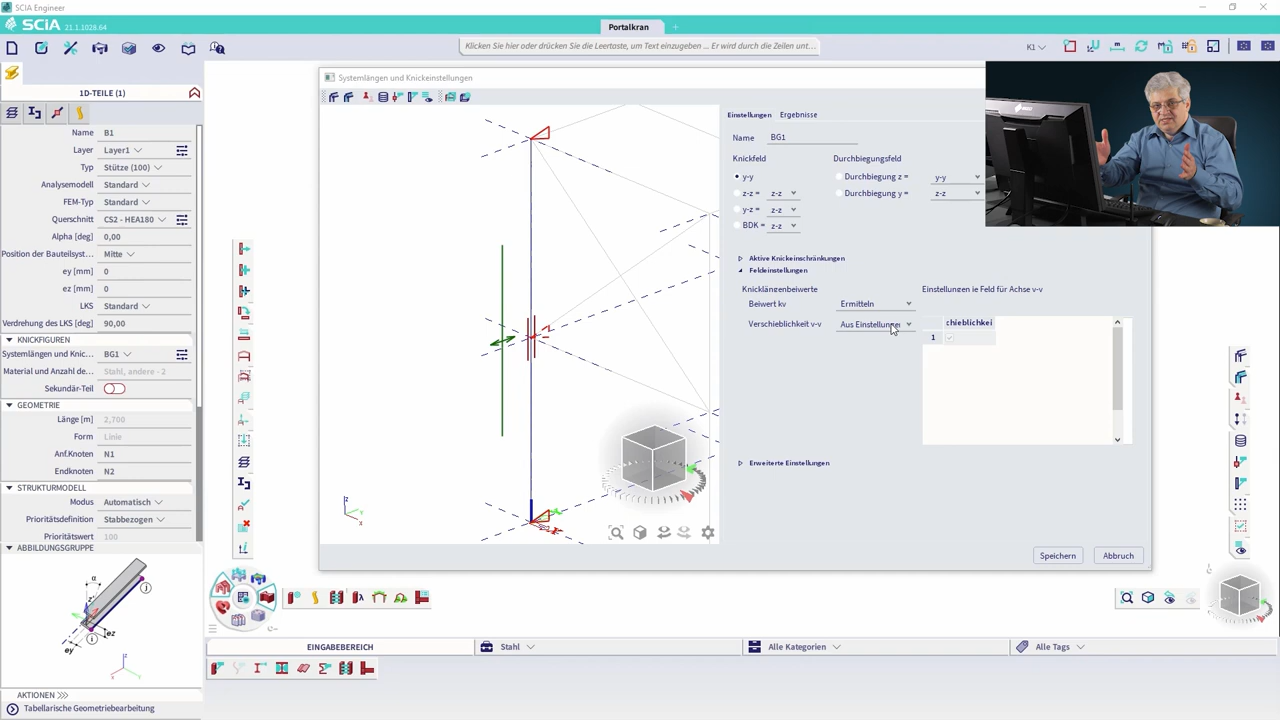 SCIA Engineer
SCIA 21.1.1028.64
Portalkran
Klicken Sie hier oder drücken Sie die Leertaste, um Text einzugeben ... Er wird durch die Zeilen unt...
K1
1D-TEILE (1)
Name B1
Layer Layer1
Typ Stütze (100)
Analysemodell Standard
FEM-Typ Standard
Querschnitt CS2 - HEA180
Alpha [deg] 0,00
Position der Bauteilsyst... Mitte
ey [mm] 0
ez [mm] 0
LKS Standard
Verdrehung des LKS [deg] 90,00
KNICKFIGUREN
Systemlängen und Knic... BG1
Material und Anzahl de... Stahl, andere - 2
Sekundär-Teil
GEOMETRIE
Länge [m] 2,700
Form Linie
Anf.Knoten N1
Endknoten N2
STRUKTURMODELL
Modus Automatisch
Prioritätsdefinition Stabbezogen
Prioritätswert 100
ABBILDUNGSGRUPPE
α
i
ez
ey
i
z
y
x
AKTIONEN >>>
Tabellarische Geometriebearbeitung
Systemlängen und Knickeinstellungen
Einstellungen Ergebnisse
Name BG1
Knickfeld Durchbiegungsfeld
y-y Durchbiegung z = y-y
z-z = z-z Durchbiegung y = z-z
y-z = z-z
BDK = z-z
Aktive Knickeinschränkungen
Feldeinstellungen
Knicklängenbeiwerte Einstellungen je Feld für Achse y-y
Beiwert ky Ermitteln
Verschieblichkeit y-y Aus Einstellungen
chieblichkei
1
Erweiterte Einstellungen
Speichern Abbruch
EINGABEBEREICH Stahl Alle Kategorien Alle Tags